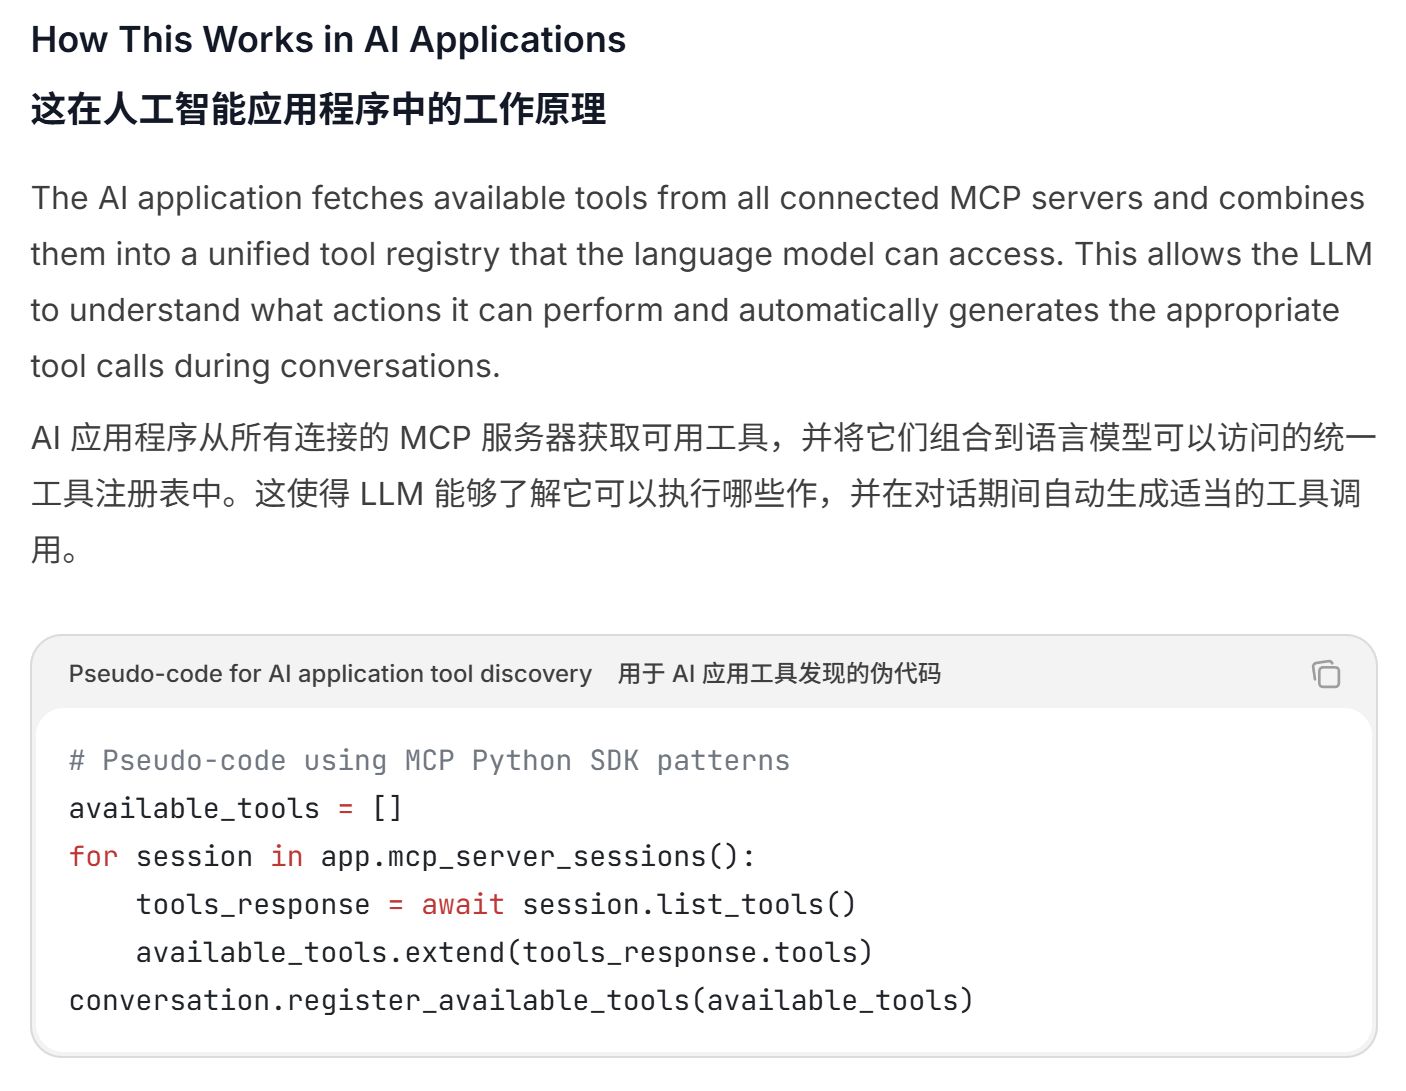 How This Works in AI Applications
这在人工智能应用程序中的工作原理
The AI application fetches available tools from all connected MCP servers and combines
them into a unified tool registry that the language model can access. This allows the LLM
to understand what actions it can perform and automatically generates the appropriate
tool calls during conversations.
AI 应用程序从所有连接的 MCP 服务器获取可用工具，并将它们组合到语言模型可以访问的统一
工具注册表中。这使得 LLM 能够了解它可以执行哪些作，并在对话期间自动生成适当的工具调
用。
Pseudo-code for AI application tool discovery 用于 AI 应用工具发现的伪代码
# Pseudo-code using MCP Python SDK patterns
available_tools = []
for session in app.mcp_server_sessions():
    tools_response = await session.list_tools()
    available_tools.extend(tools_response.tools)
conversation.register_available_tools(available_tools)